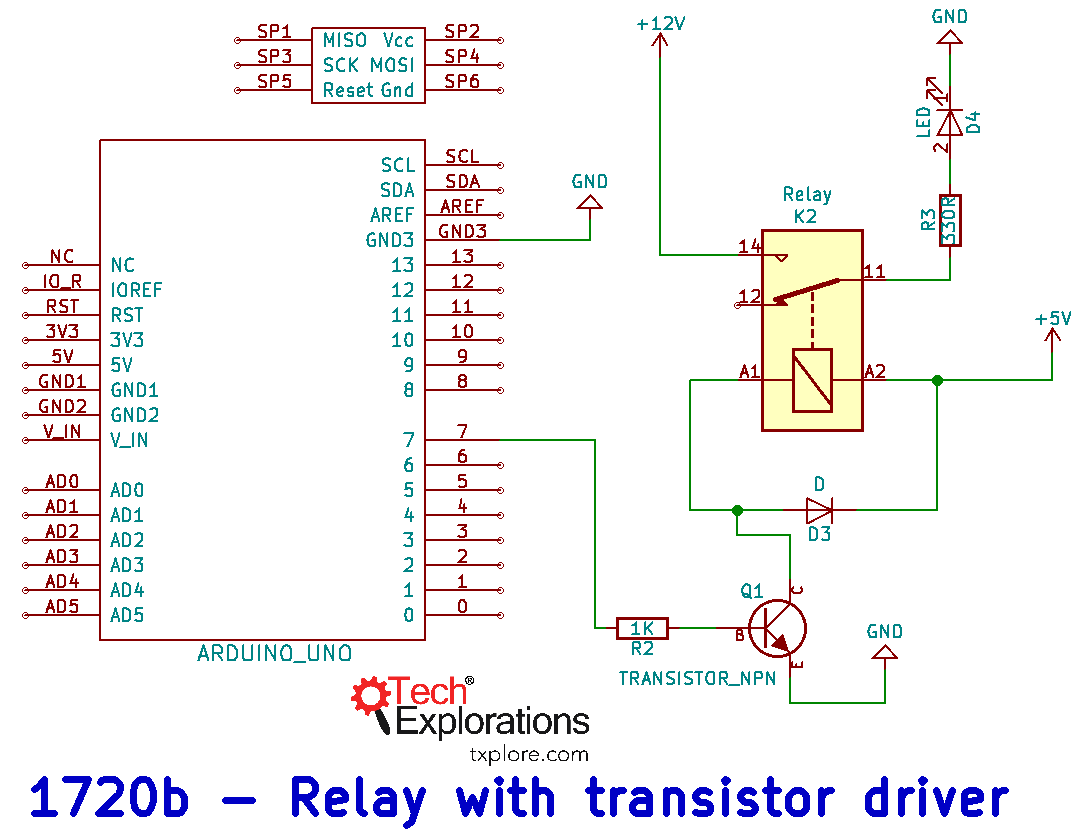 SP1 MISO Vcc SP2
SP3 SCK MOSI SP4
SP5 Reset Gnd SP6
+12V
GND
LED 1 2 D4
R3 330R
Relay
K2
14
11
12
A1 A2
+5V
GND
SCL SCL
SDA SDA
AREF AREF
GND3 GND3
NC NC 13 13
IO_R IOREF 12 12
RST RST 11 11
3V3 3V3 10 10
5V 5V 9 9
GND1 GND1 8 8
GND2 GND2
V_IN V_IN 7 7
6 6
AD0 AD0 5 5
AD1 AD1 4 4
AD2 AD2 3 3
AD3 AD3 2 2
AD4 AD4 1 1
AD5 AD5 0 0
ARDUINO_UNO
D
D3
Q1 C
B
E
1K
R2
TRANSISTOR_NPN
GND
Tech®
Explorations
txplore.com
1720b - Relay with transistor driver